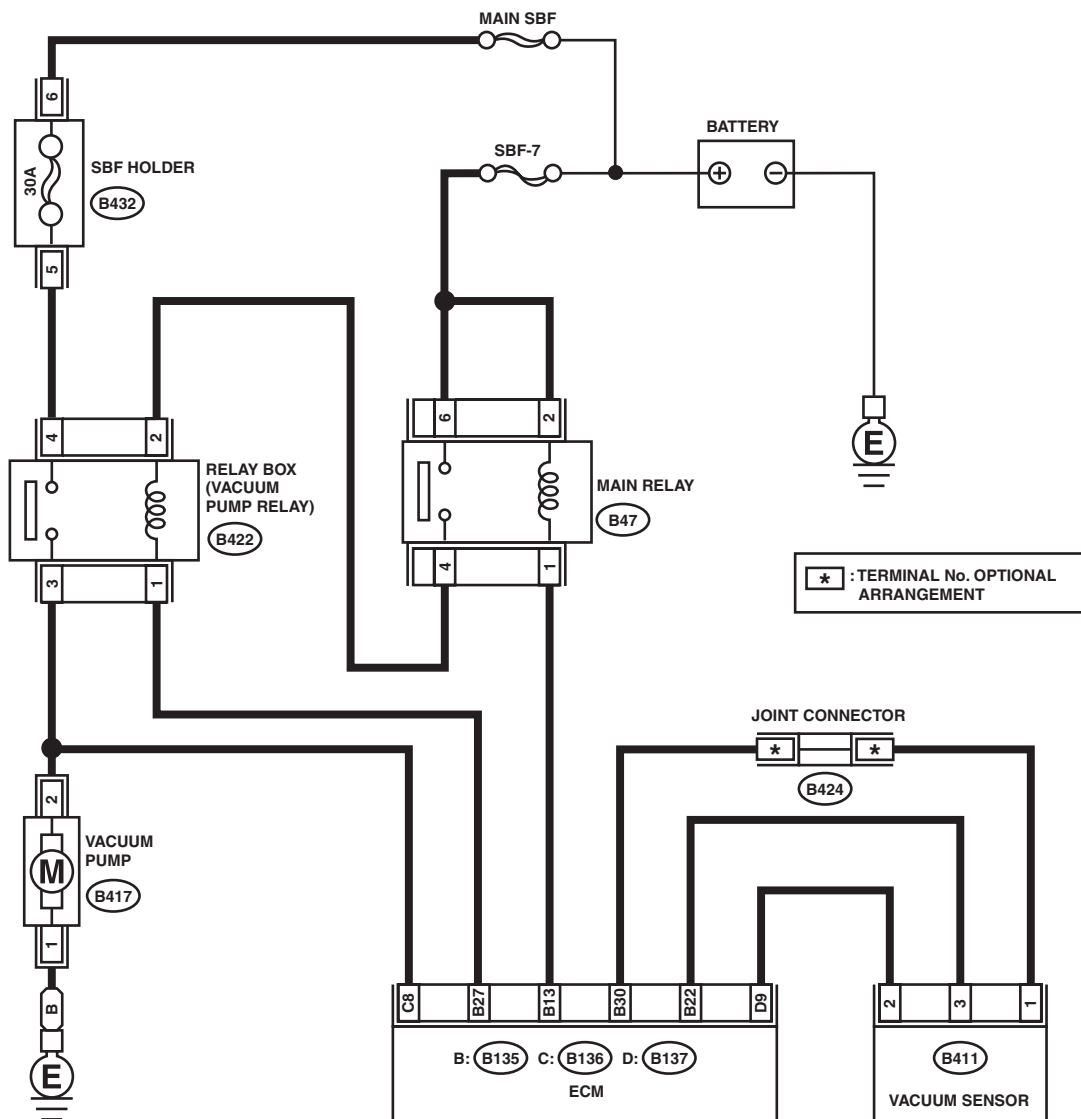 MAIN SBF
6
BATTERY
SBF-7
30A
SBF HOLDER
B432
+
−
5
E
4
2
6
2
RELAY BOX
(VACUUM
PUMP RELAY)
B422
MAIN RELAY
B47
3
1
4
1
* : TERMINAL No. OPTIONAL
ARRANGEMENT
JOINT CONNECTOR
*
*
B424
2
VACUUM
PUMP
M
B417
1
B
E
C8
B27
B13
B30
B22
D9
2
3
1
B: B135 C: B136 D: B137
ECM
B411
VACUUM SENSOR